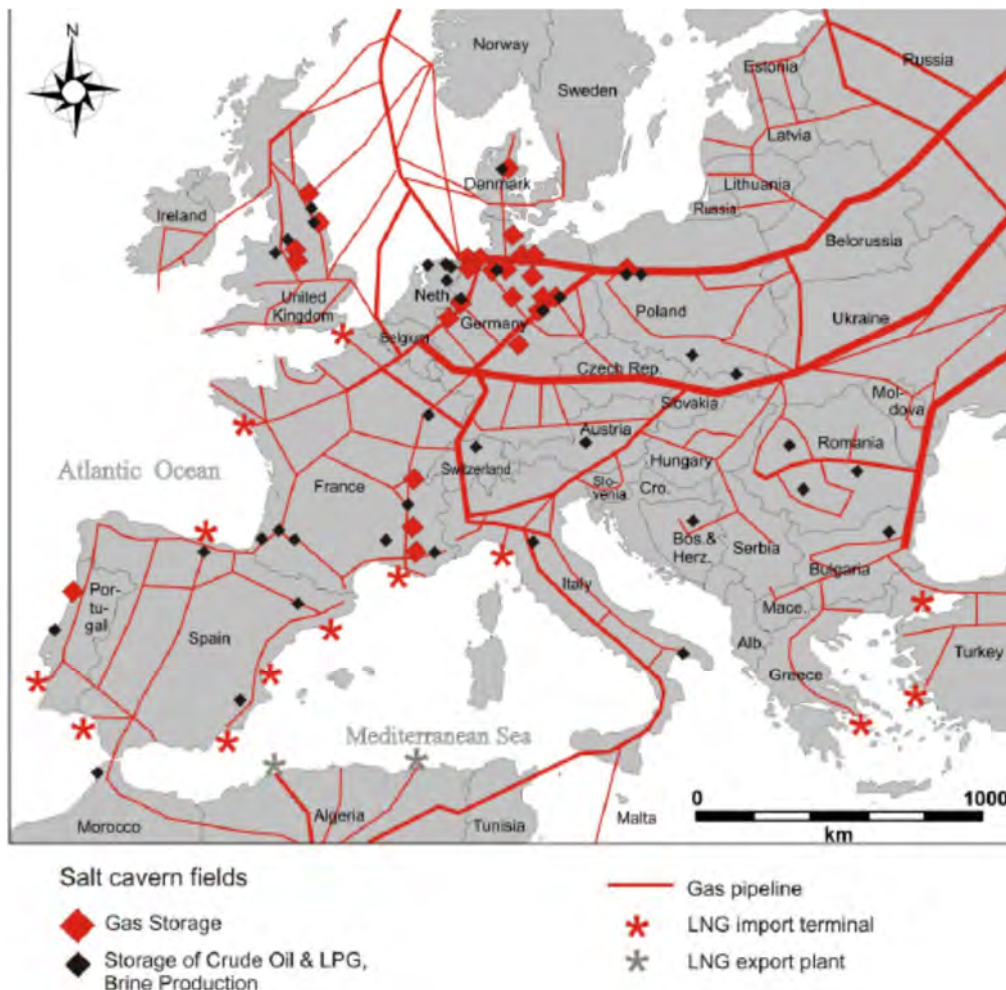 N
Norway
Sweden
Estonia
Russia
Latvia
Lithuania
Russia
Denmark
Ireland
Belorussia
United
Kingdom
Neth
Belgium
Germany
Poland
Ukraine
Czech Rep.
Slovakia
Mol-
dova
Atlantic Ocean
France
Switzerland
Austria
Hungary
Romania
Slo-
venia
Cro.
Bos.&
Herz.
Serbia
Bulgaria
Por-
tu-
gal
Spain
Italy
Mace.
Alb.
Greece
Turkey
Mediterranean Sea
Morocco
Algeria
Tunisia
Malta
0 1000
km
Salt cavern fields
Gas Storage
Storage of Crude Oil & LPG,
Brine Production
Gas pipeline
LNG import terminal
LNG export plant